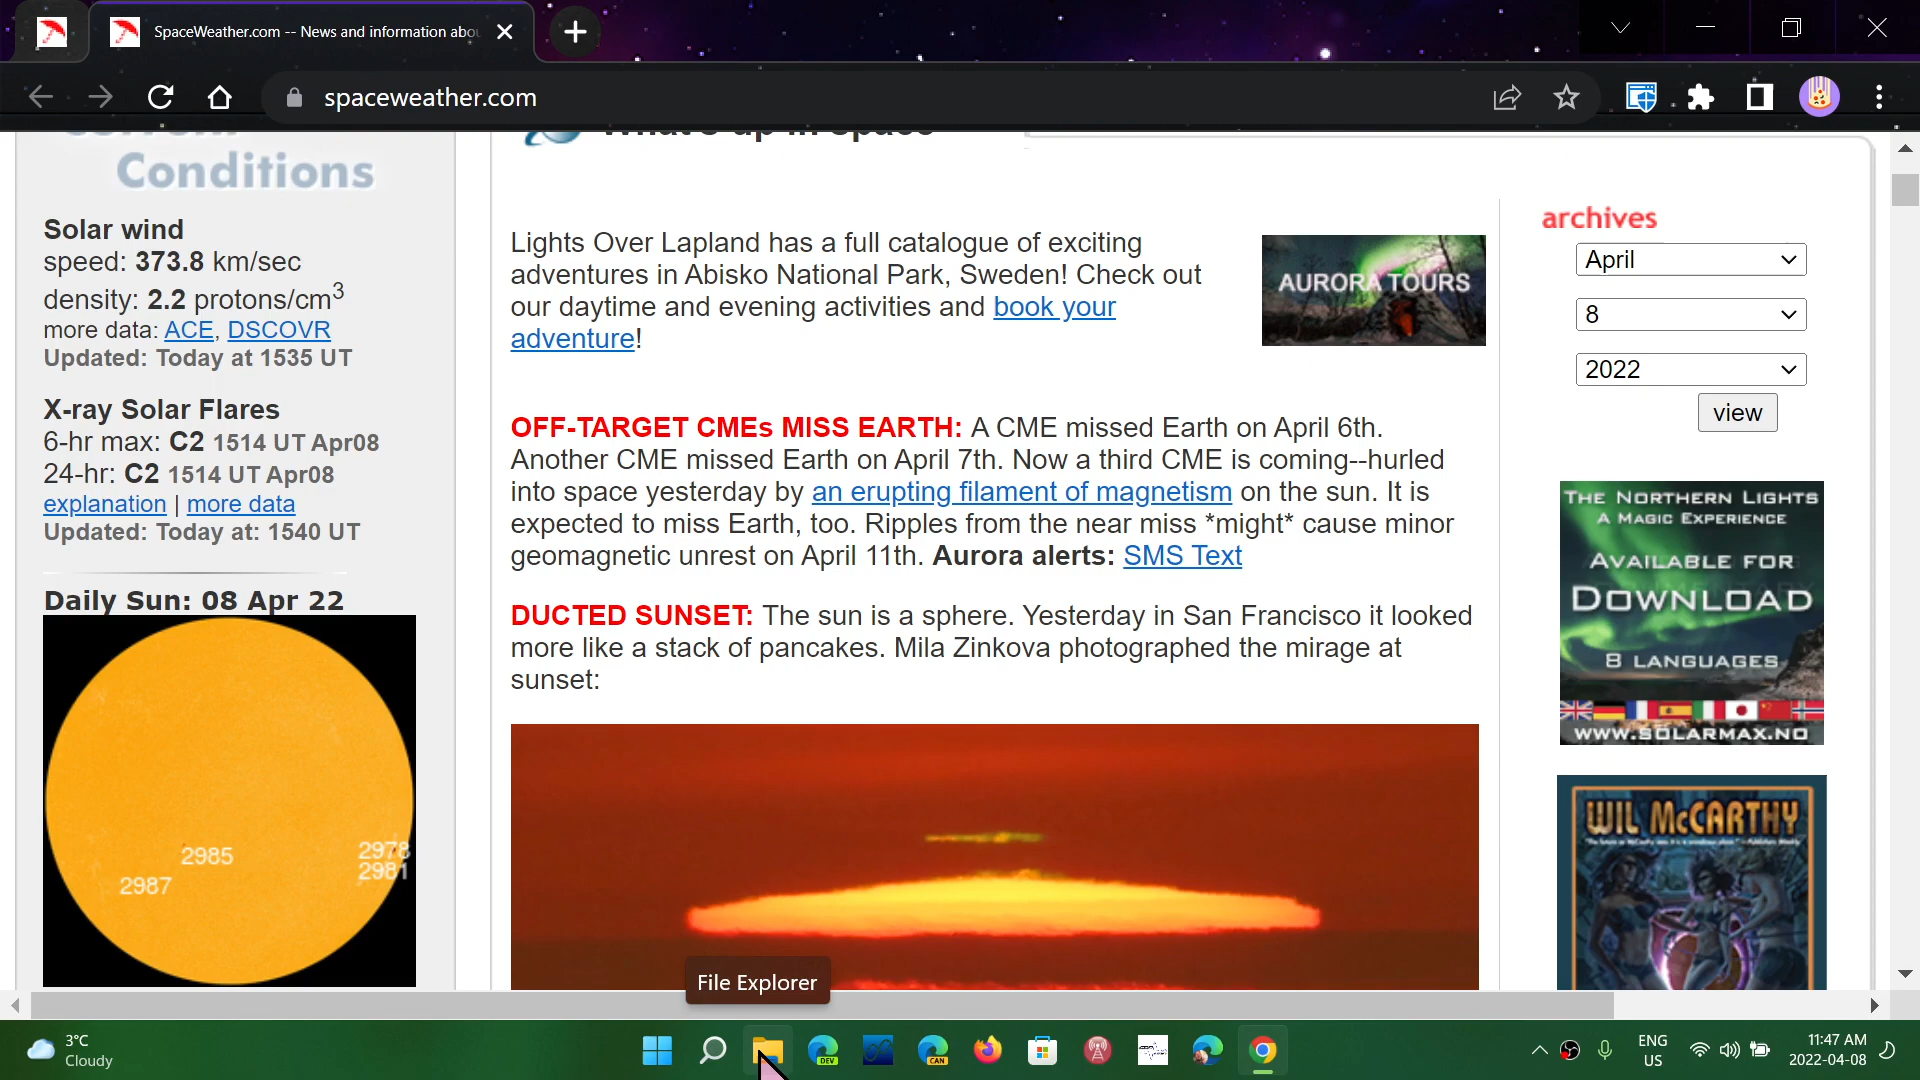 SpaceWeather.com -- News and information abou
spaceweather.com
Current
Conditions
Solar wind
speed: 373.8 km/sec
density: 2.2 protons/cm3
more data: ACE, DSCOVR
Updated: Today at 1535 UT
X-ray Solar Flares
6-hr max: C2 1514 UT Apr08
24-hr: C2 1514 UT Apr08
explanation | more data
Updated: Today at: 1540 UT
Daily Sun: 08 Apr 22
2985
2987
2978
2981
What's up in space
Lights Over Lapland has a full catalogue of exciting
adventures in Abisko National Park, Sweden! Check out
our daytime and evening activities and book your
adventure!
AURORA TOURS
OFF-TARGET CMEs MISS EARTH: A CME missed Earth on April 6th.
Another CME missed Earth on April 7th. Now a third CME is coming--hurled
into space yesterday by an erupting filament of magnetism on the sun. It is
expected to miss Earth, too. Ripples from the near miss *might* cause minor
geomagnetic unrest on April 11th. Aurora alerts: SMS Text
DUCTED SUNSET: The sun is a sphere. Yesterday in San Francisco it looked
more like a stack of pancakes. Mila Zinkova photographed the mirage at
sunset:
archives
April
8
2022
view
THE NORTHERN LIGHTS
A MAGIC EXPERIENCE
AVAILABLE FOR
DOWNLOAD
8 LANGUAGES
WWW.SOLARMAX.NO
WIL McCARTHY
File Explorer
3°C
Cloudy
DEV
CAN
ENG
US
11:47 AM
2022-04-08